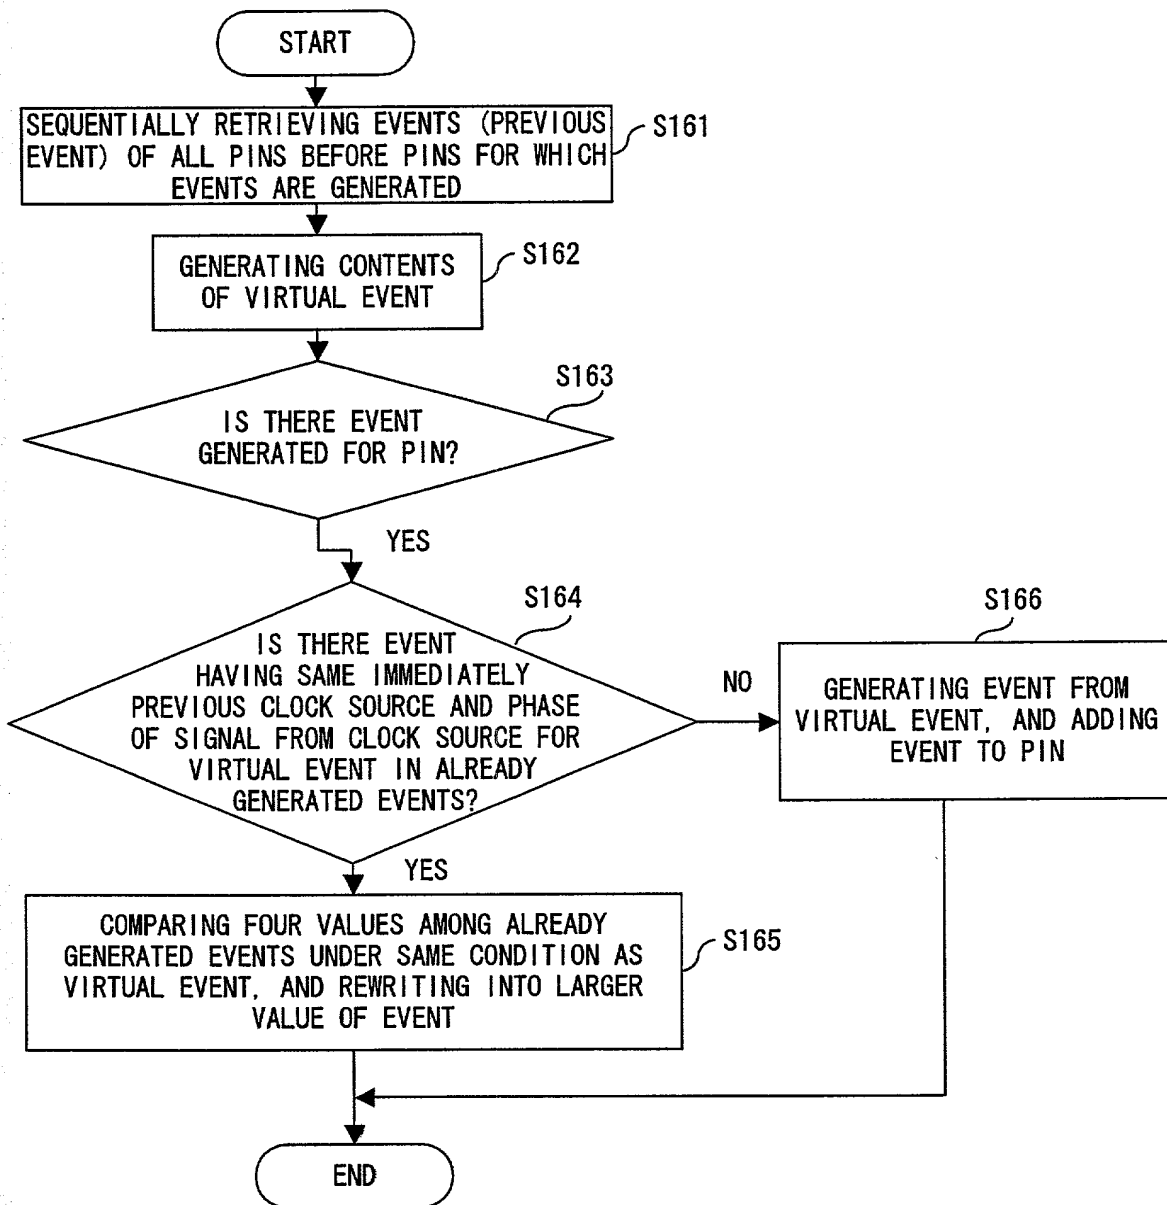 START
SEQUENTIALLY RETRIEVING EVENTS (PREVIOUS
EVENT) OF ALL PINS BEFORE PINS FOR WHICH
EVENTS ARE GENERATED
S161
GENERATING CONTENTS
OF VIRTUAL EVENT
S162
S163
IS THERE EVENT
GENERATED FOR PIN?
YES
S164
IS THERE EVENT
HAVING SAME IMMEDIATELY
PREVIOUS CLOCK SOURCE AND PHASE
OF SIGNAL FROM CLOCK SOURCE FOR
VIRTUAL EVENT IN ALREADY
GENERATED EVENTS?
NO
S166
GENERATING EVENT FROM
VIRTUAL EVENT, AND ADDING
EVENT TO PIN
YES
COMPARING FOUR VALUES AMONG ALREADY
GENERATED EVENTS UNDER SAME CONDITION AS
VIRTUAL EVENT, AND REWRITING INTO LARGER
VALUE OF EVENT
S165
END